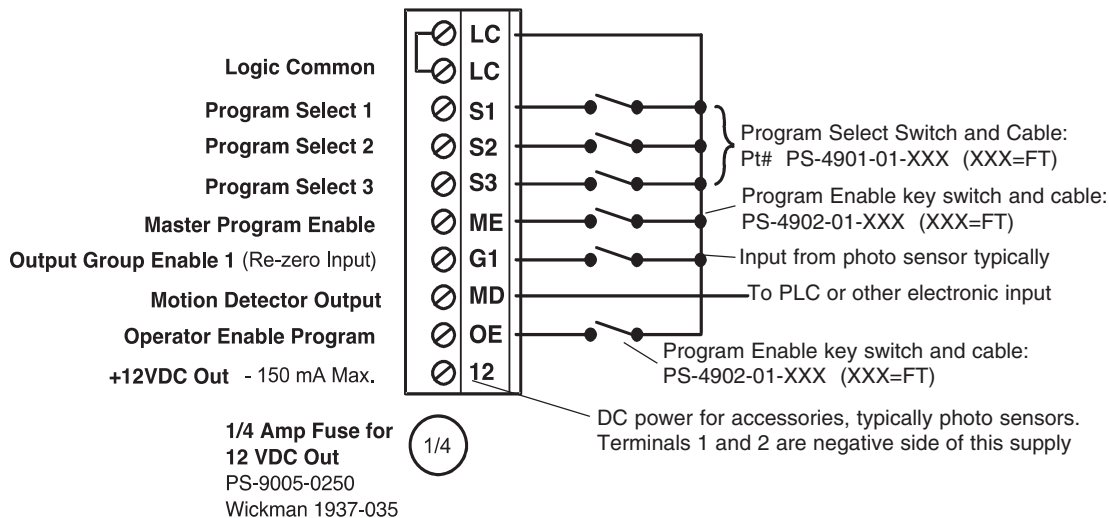 LC
Logic Common LC
Program Select 1 S1
Program Select 2 S2
Program Select 3 S3
Master Program Enable ME
Output Group Enable 1 (Re-zero Input) G1
Motion Detector Output MD
Operator Enable Program OE
+12VDC Out - 150 mA Max. 12
Program Select Switch and Cable:
Pt# PS-4901-01-XXX (XXX=FT)
Program Enable key switch and cable:
PS-4902-01-XXX (XXX=FT)
Input from photo sensor typically
To PLC or other electronic input
Program Enable key switch and cable:
PS-4902-01-XXX (XXX=FT)
DC power for accessories, typically photo sensors.
Terminals 1 and 2 are negative side of this supply
1/4 Amp Fuse for
12 VDC Out
PS-9005-0250
Wickman 1937-035
1/4